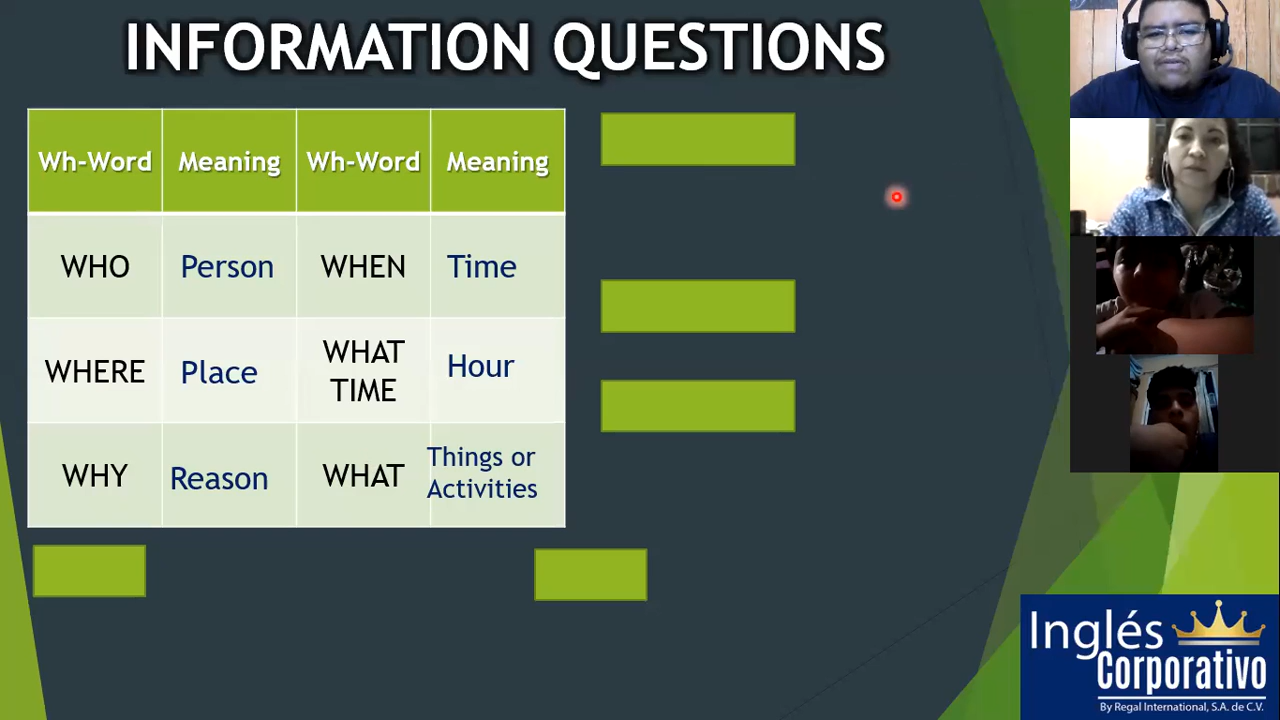 INFORMATION QUESTIONS
Wh-Word Meaning Wh-Word Meaning
WHO Person WHEN Time
WHERE Place WHAT TIME Hour
WHY Reason WHAT Things or Activities
Inglés
Corporativo
By Regal International, S.A. de C.V.